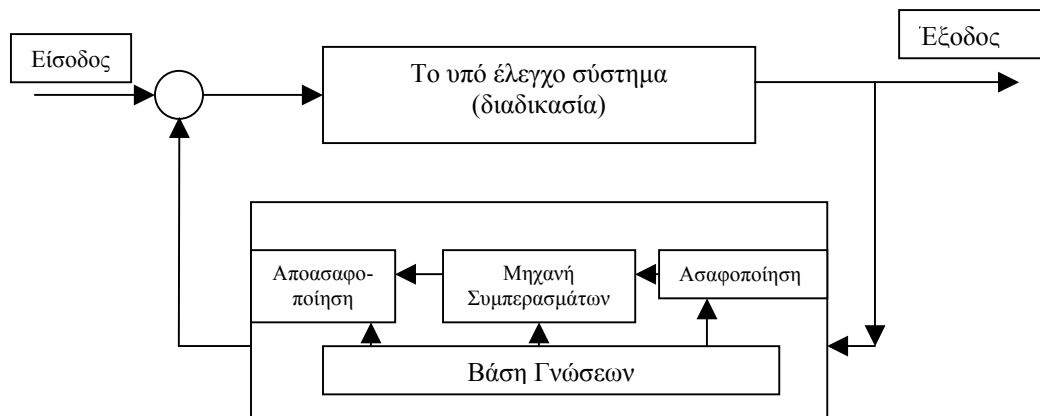 Είσοδος
Έξοδος
Το υπό έλεγχο σύστημα
(διαδικασία)
Αποασαφο-
ποίηση
Μηχανή
Συμπερασμάτων
Ασαφοποίηση
Βάση Γνώσεων